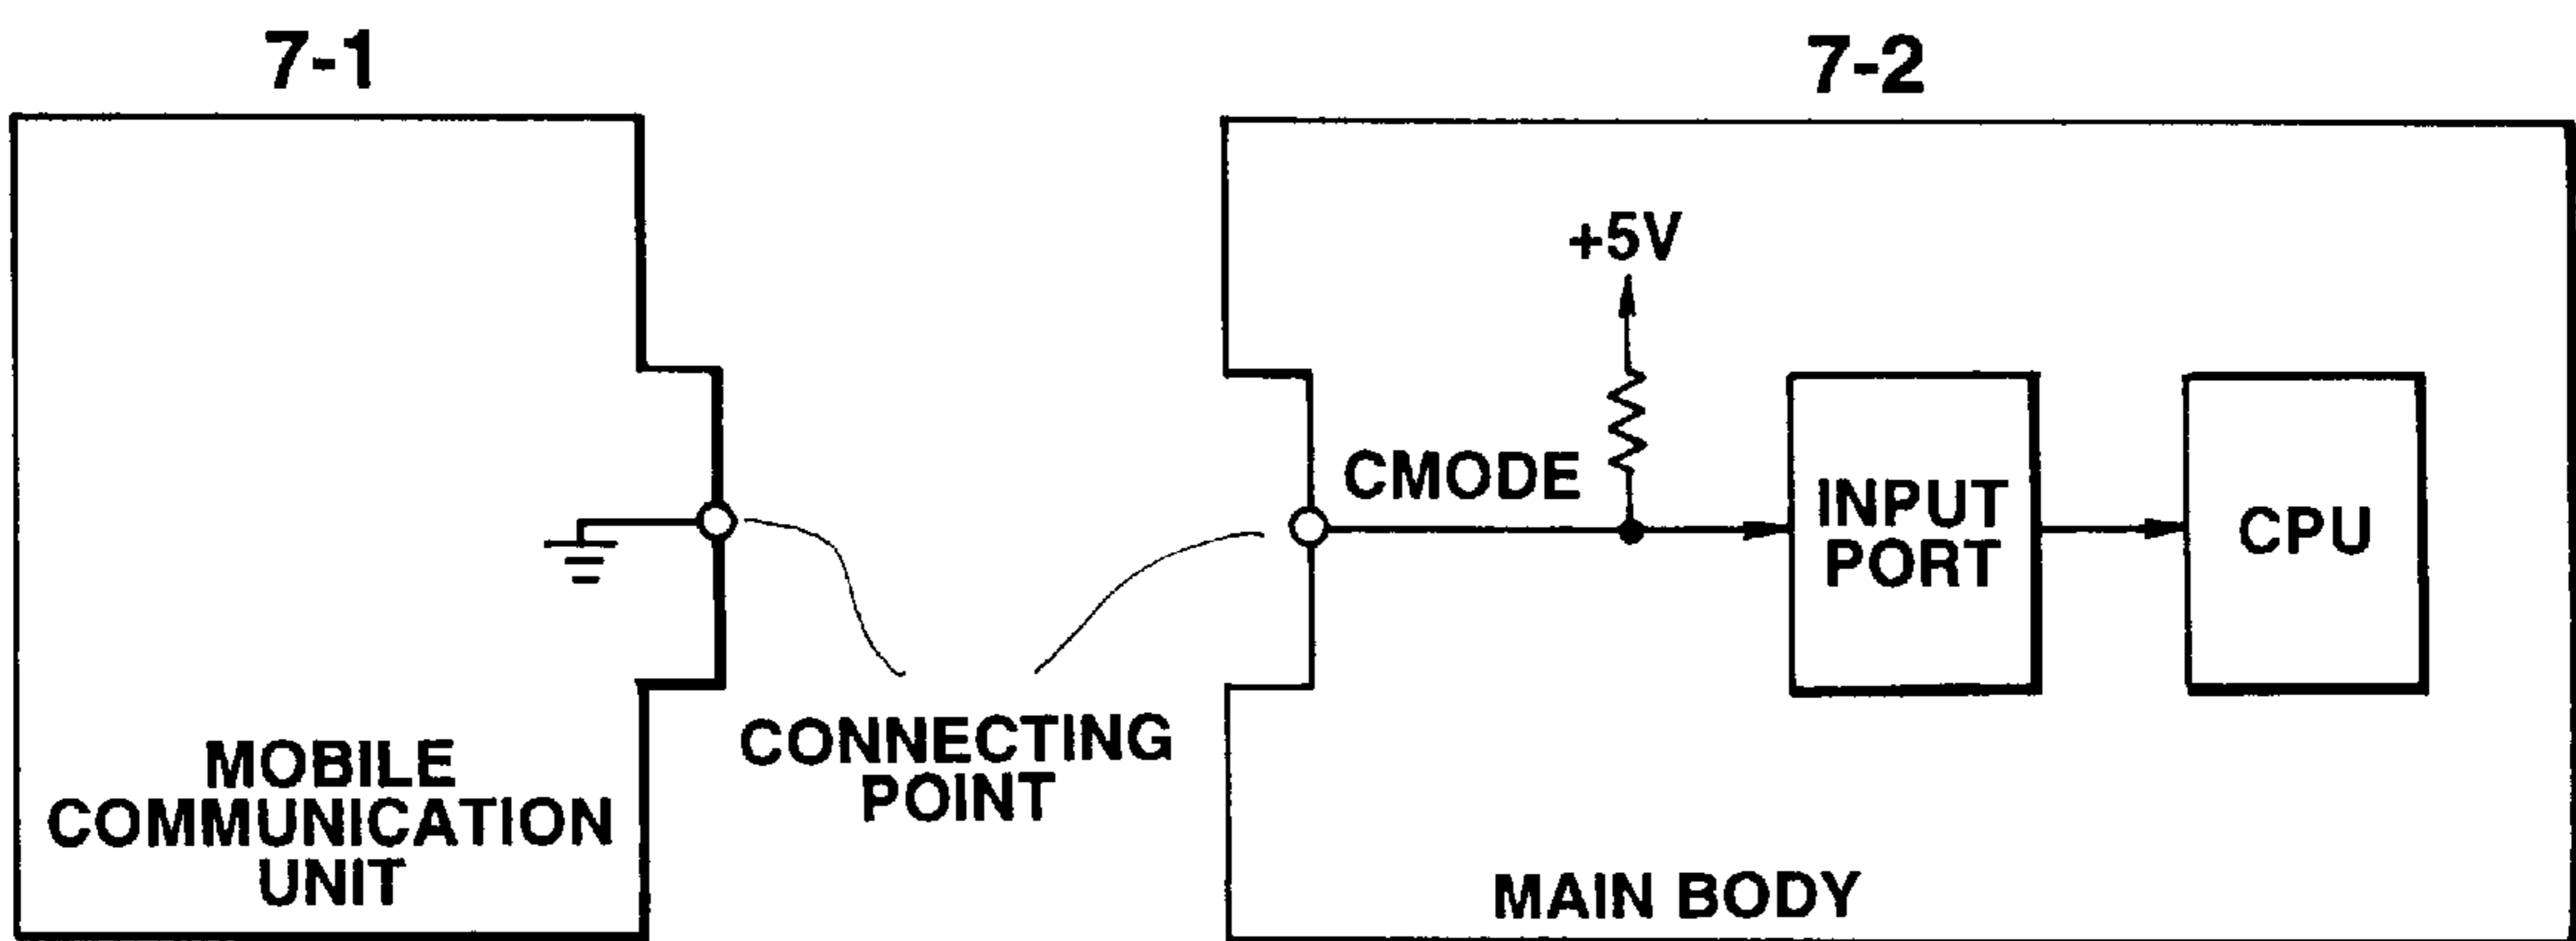 7-1
7-2
+5V
CMODE
INPUT
PORT
CPU
CONNECTING
POINT
MOBILE
COMMUNICATION
UNIT
MAIN BODY